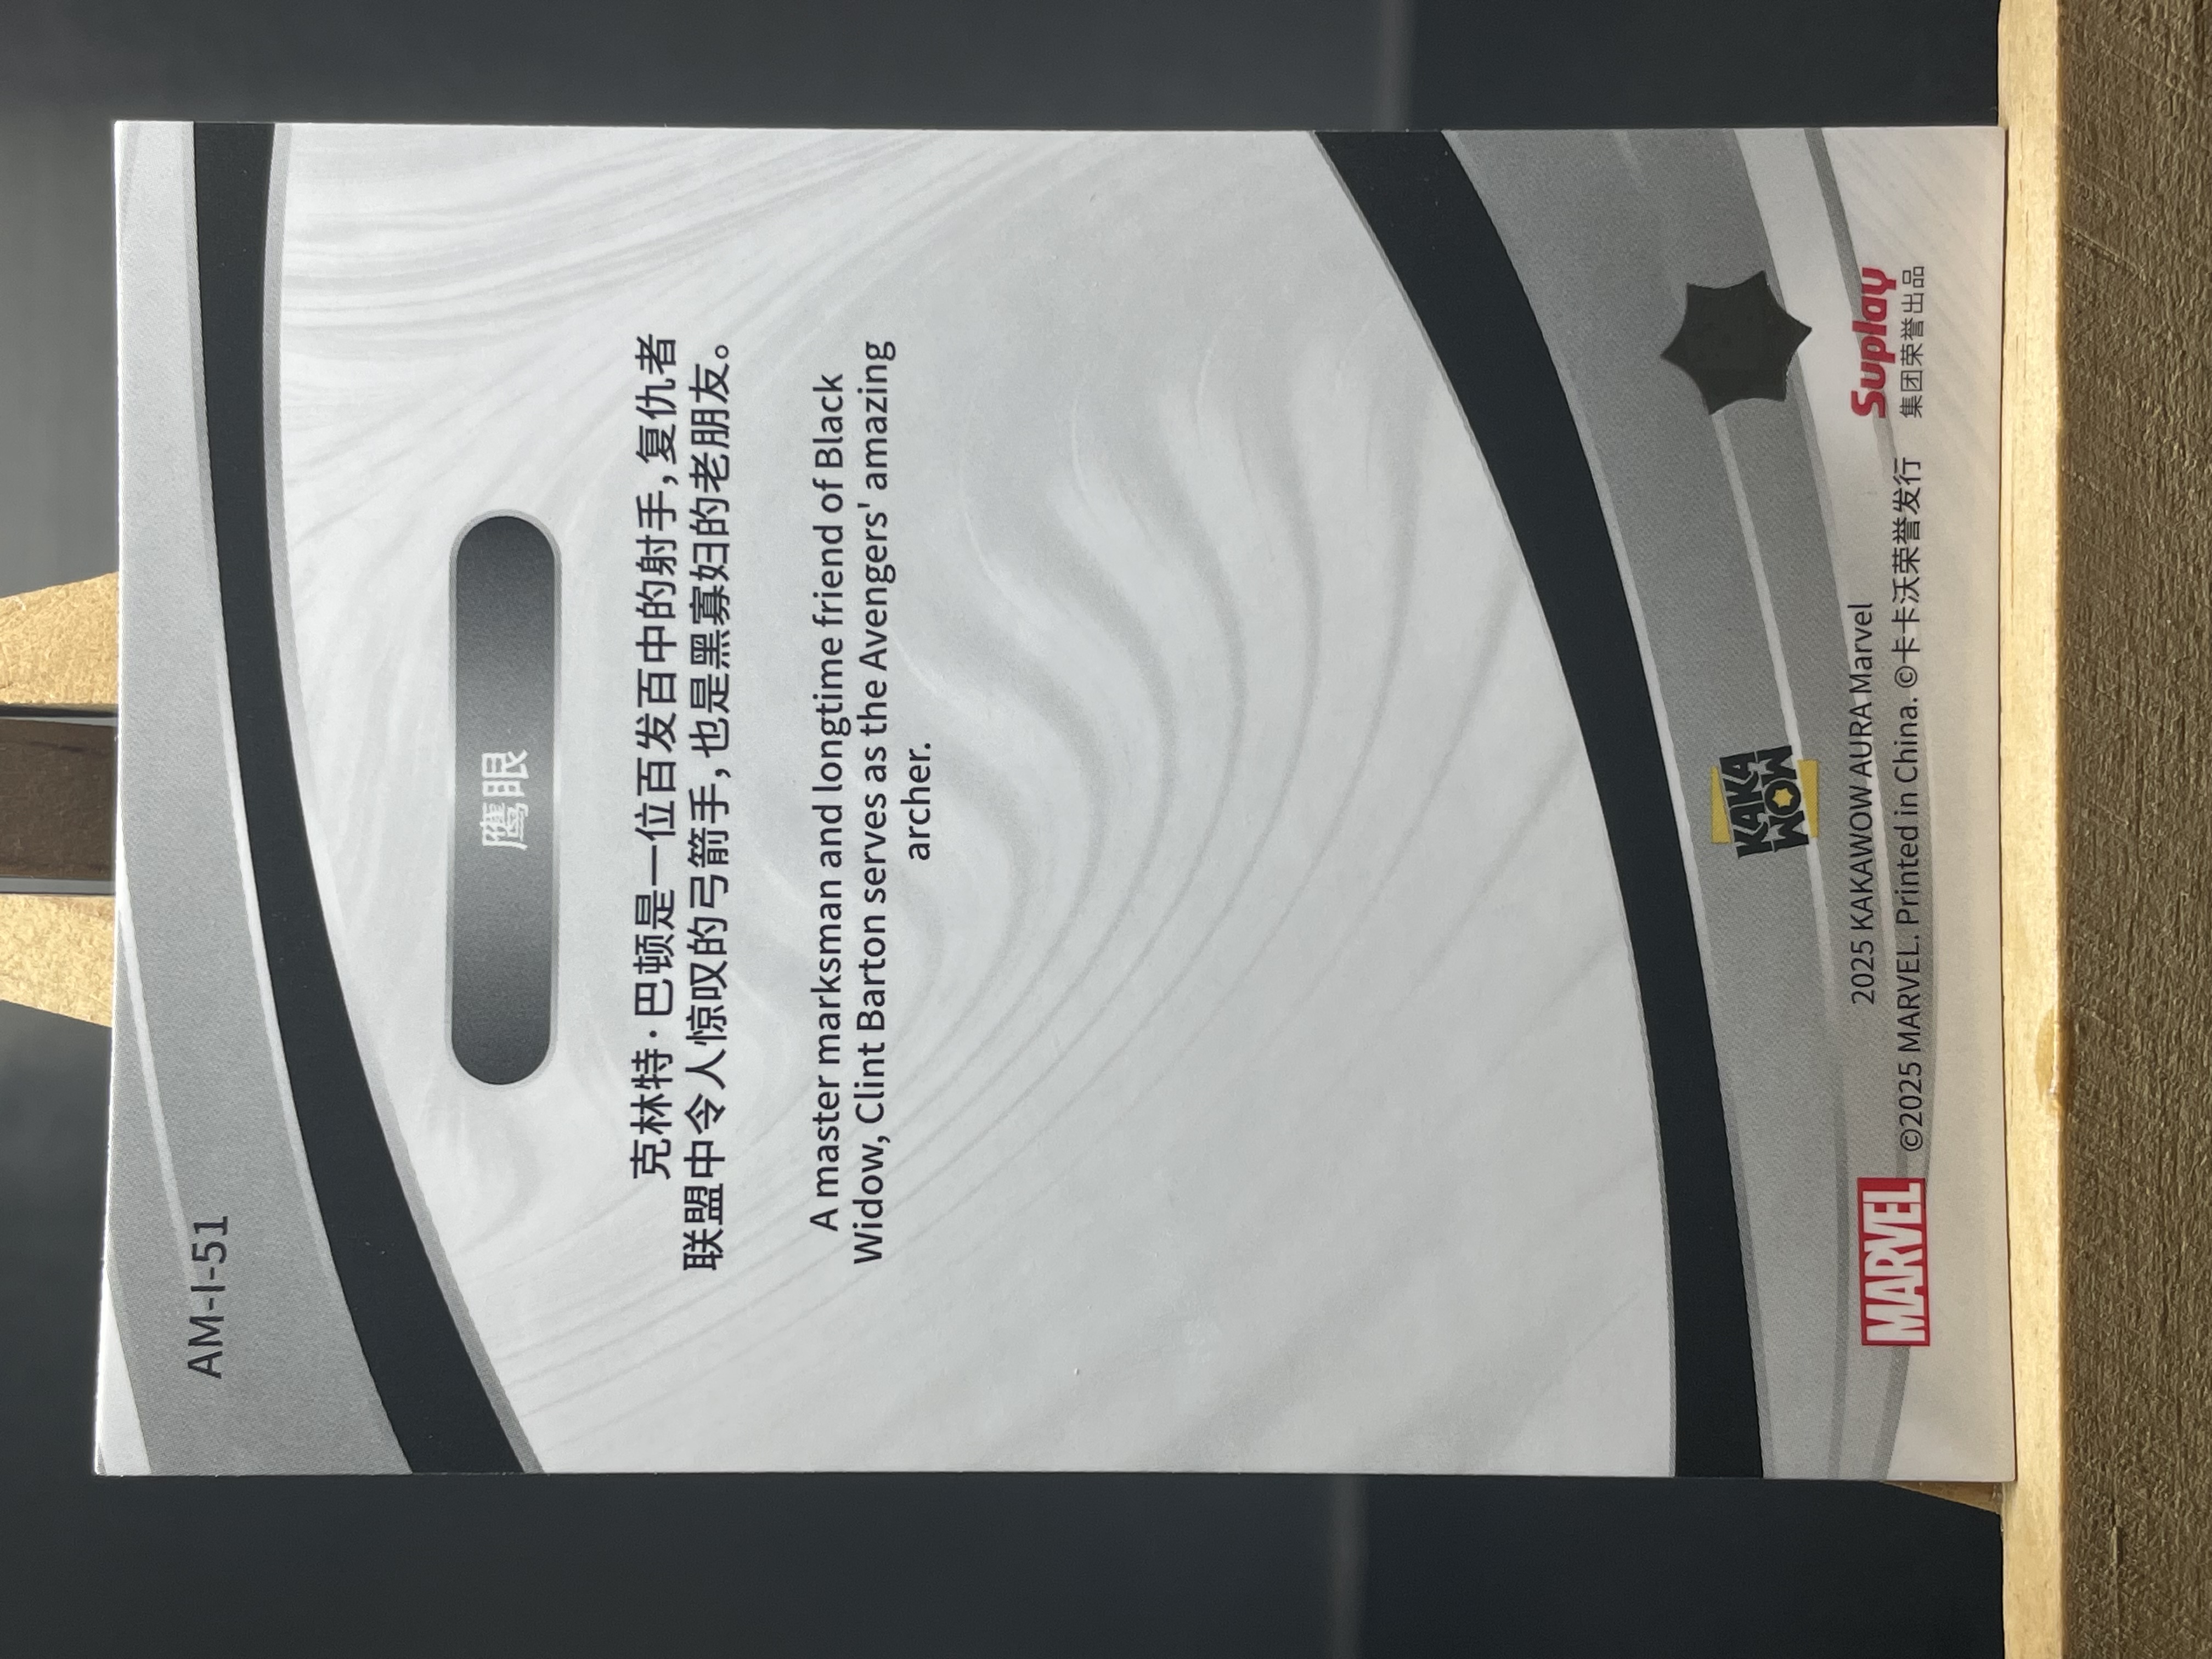 AM-I-51
鹰眼
克林特·巴顿是一位百发百中的射手，复仇者
联盟中令人惊叹的弓箭手，也是黑寡妇的老朋友。
A master marksman and longtime friend of Black
Widow, Clint Barton serves as the Avengers' amazing
archer.
KAKA
WOW
2025 KAKAWOW AURA Marvel
MARVEL
©2025 MARVEL. Printed in China. ©卡卡沃荣誉发行
Suplay
集团荣誉出品